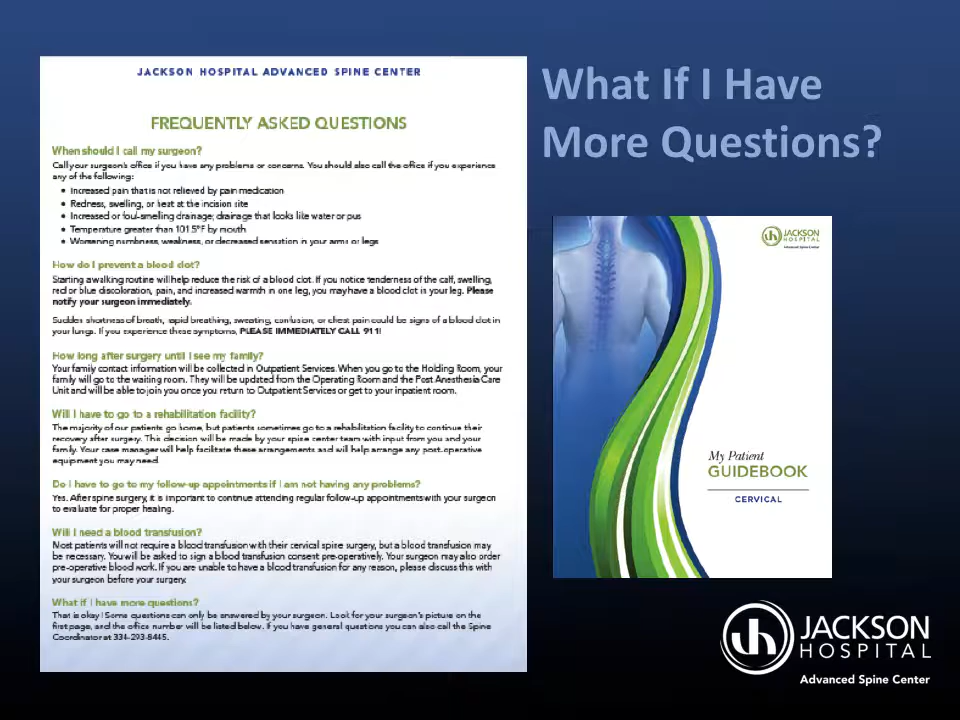 JACKSON HOSPITAL ADVANCED SPINE CENTER
FREQUENTLY ASKED QUESTIONS
When should I call my surgeon?
Call your surgeon's office if you have any problems or concerns. You should also call the office if you experience
any of the following:
• Increased pain that is not relieved by pain medication
• Redness, swelling, or heat at the incision site
• Increased or foul-smelling drainage; drainage that looks like water or pus
• Temperature greater than 101.5°F by mouth
• Worsening numbness, weakness, or decreased sensation in your arms or legs
How do I prevent a blood clot?
Starting a walking routine will help reduce the risk of a blood clot. If you notice tenderness of the calf, swelling,
red or blue discoloration, pain, and increased warmth in one leg, you may have a blood clot in your leg. Please
notify your surgeon immediately.
Sudden shortness of breath, rapid breathing, sweating, confusion, or chest pain could be signs of a blood clot in
your lungs. If you experience these symptoms, PLEASE IMMEDIATELY CALL 911!
How long after surgery until I see my family?
Your family contact information will be collected in Outpatient Services. When you go to the Holding Room, your
family will go to the waiting room. They will be updated from the Operating Room and the Post Anesthesia Care
Unit and will be able to join you once you return to Outpatient Services or get to your inpatient room.
Will I have to go to a rehabilitation facility?
The majority of our patients go home, but patients sometimes go to a rehabilitation facility to continue their
recovery after surgery. This decision will be made by your spine center team with input from you and your
family. Your case manager will help facilitate these arrangements and will help arrange any post-operative
equipment you may need.
Do I have to go to my follow-up appointments if I am not having any problems?
Yes. After spine surgery, it is important to continue attending regular follow-up appointments with your surgeon
to evaluate for proper healing.
Will I need a blood transfusion?
Most patients will not require a blood transfusion with their cervical spine surgery, but a blood transfusion may
be necessary. You will be asked to sign a blood transfusion consent pre-operatively. Your surgeon may also order
pre-operative blood work. If you are unable to have a blood transfusion for any reason, please discuss this with
your surgeon before your surgery.
What if I have more questions?
That is okay! Some questions can only be answered by your surgeon. Look for your surgeon's picture on the
first page, and the office number will be listed below. If you have general questions you can also call the Spine
Coordinator at 334-293-8445.
What If I Have
More Questions?
JACKSON
HOSPITAL
Advanced Spine Center
My Patient
GUIDEBOOK
CERVICAL
JACKSON
HOSPITAL
Advanced Spine Center